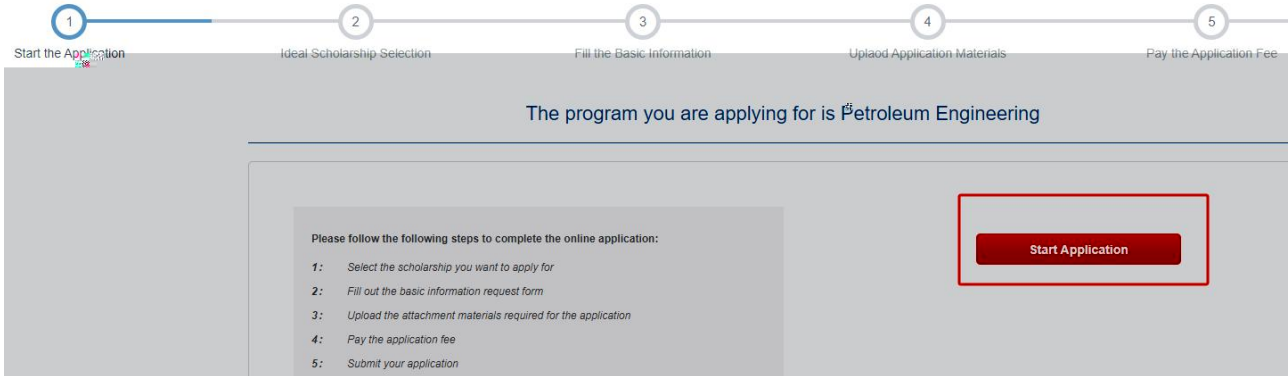 1 2 3 4 5
Start the Application Ideal Scholarship Selection Fill the Basic Information Uplaod Application Materials Pay the Application Fee
The program you are applying for is Petroleum Engineering
Please follow the following steps to complete the online application:
1: Select the scholarship you want to apply for
Start Application
2: Fill out the basic information request form
3: Upload the attachment materials required for the application
4: Pay the application fee
5: Submit your application